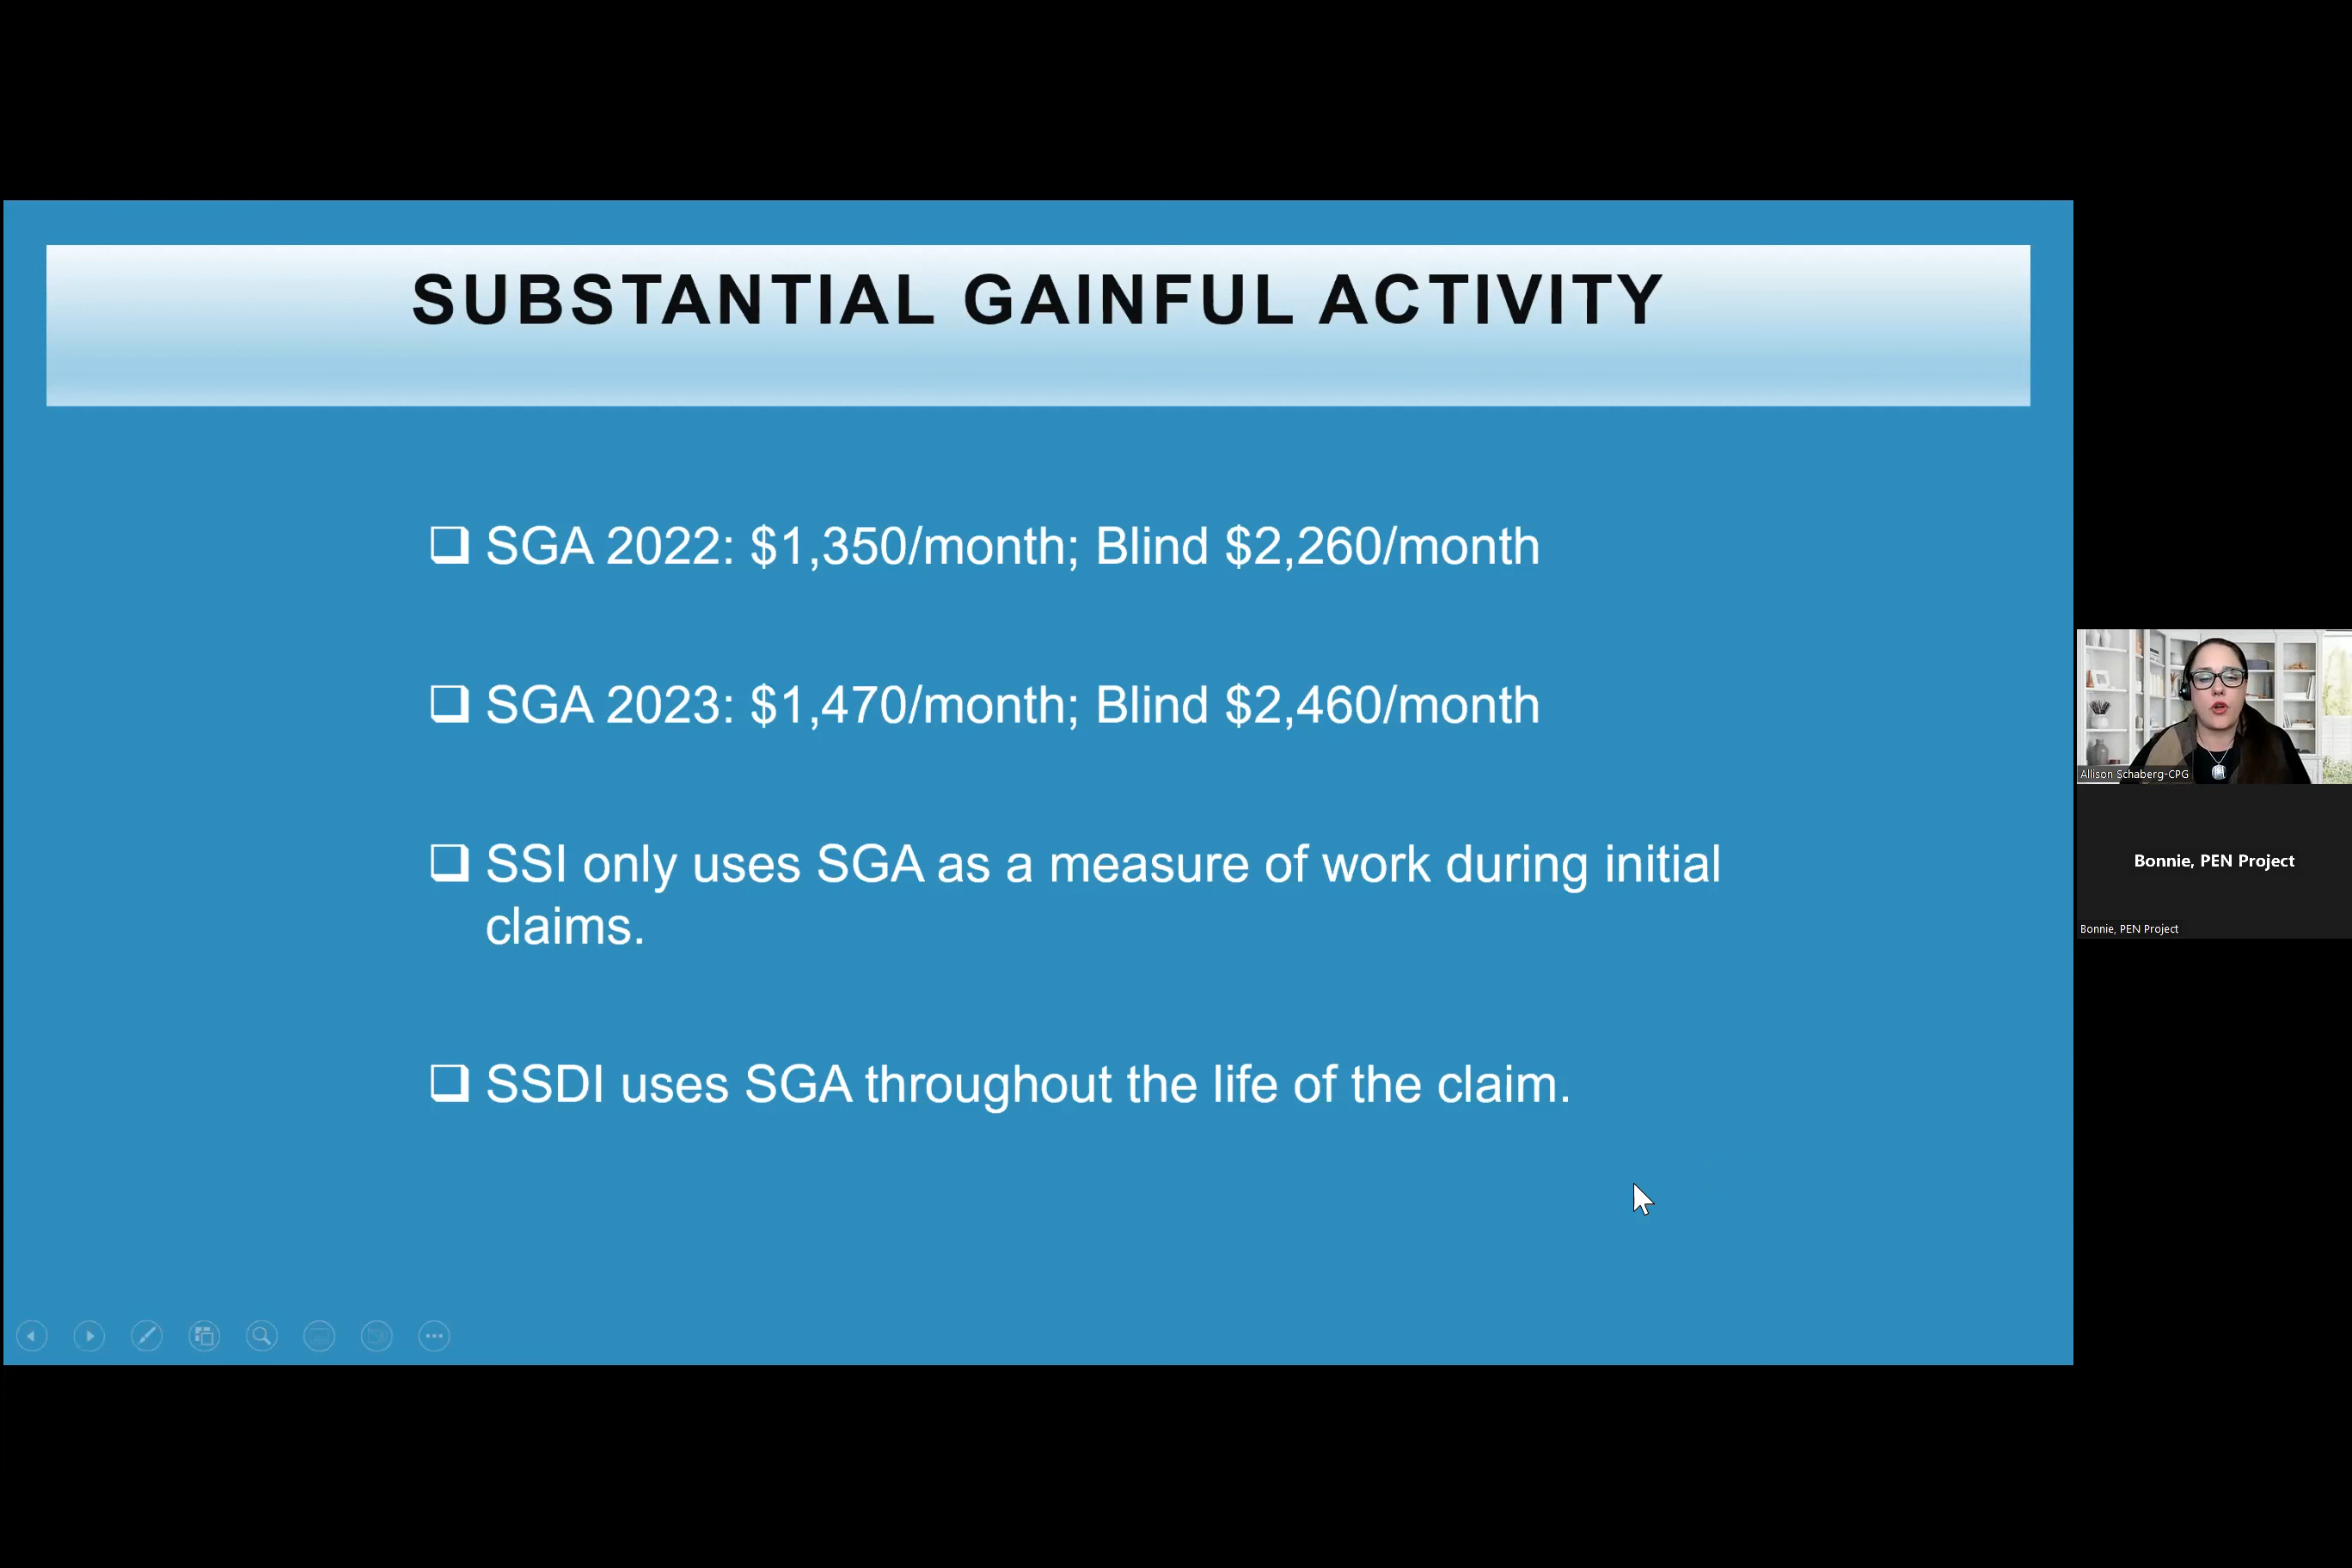 SUBSTANTIAL GAINFUL ACTIVITY
SGA 2022: $1,350/month; Blind $2,260/month
SGA 2023: $1,470/month; Blind $2,460/month
SSI only uses SGA as a measure of work during initial
claims.
SSDI uses SGA throughout the life of the claim.
Allison Schaberg-CPG
Bonnie, PEN Project
Bonnie, PEN Project